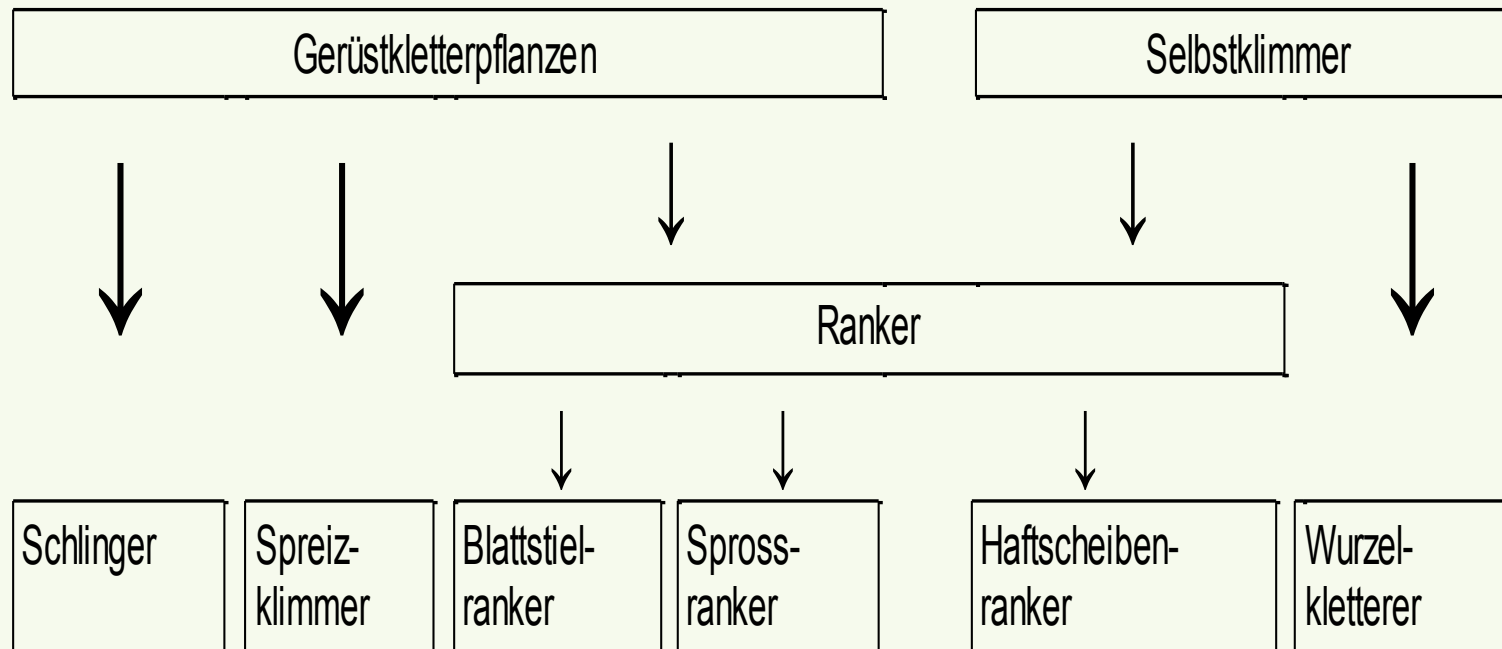 Gerüstkletterpflanzen
Selbstklimmer
Ranker
Schlinger
Spreiz-
klimmer
Blattstiel-
ranker
Spross-
ranker
Haftscheiben-
ranker
Wurzel-
kletterer